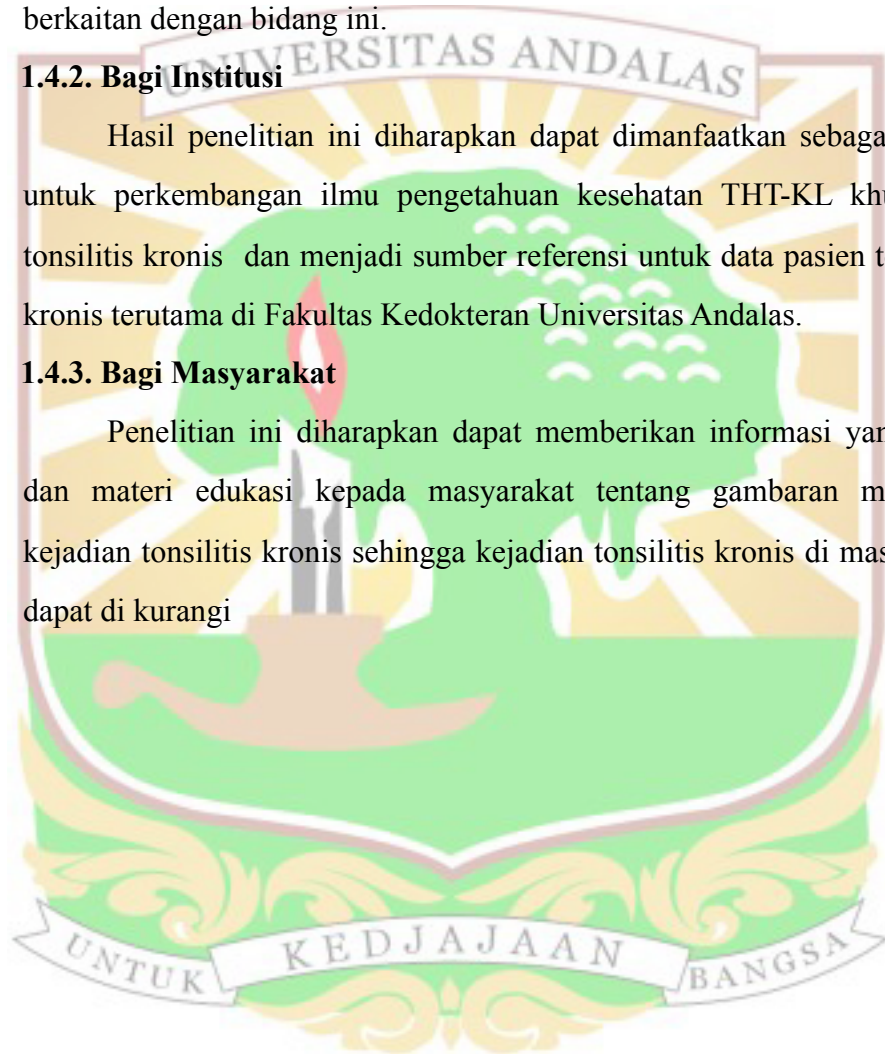 berkaitan dengan bidang ini.
UNIVERSITAS ANDALAS
1.4.2. Bagi Institusi
Hasil penelitian ini diharapkan dapat dimanfaatkan sebaga
untuk perkembangan ilmu pengetahuan kesehatan THT-KL khu
tonsilitis kronis dan menjadi sumber referensi untuk data pasien t
kronis terutama di Fakultas Kedokteran Universitas Andalas.
1.4.3. Bagi Masyarakat
Penelitian ini diharapkan dapat memberikan informasi yan
dan materi edukasi kepada masyarakat tentang gambaran m
kejadian tonsilitis kronis sehingga kejadian tonsilitis kronis di mas
dapat di kurangi
UNTUK KEDJAJAAN BANGSA